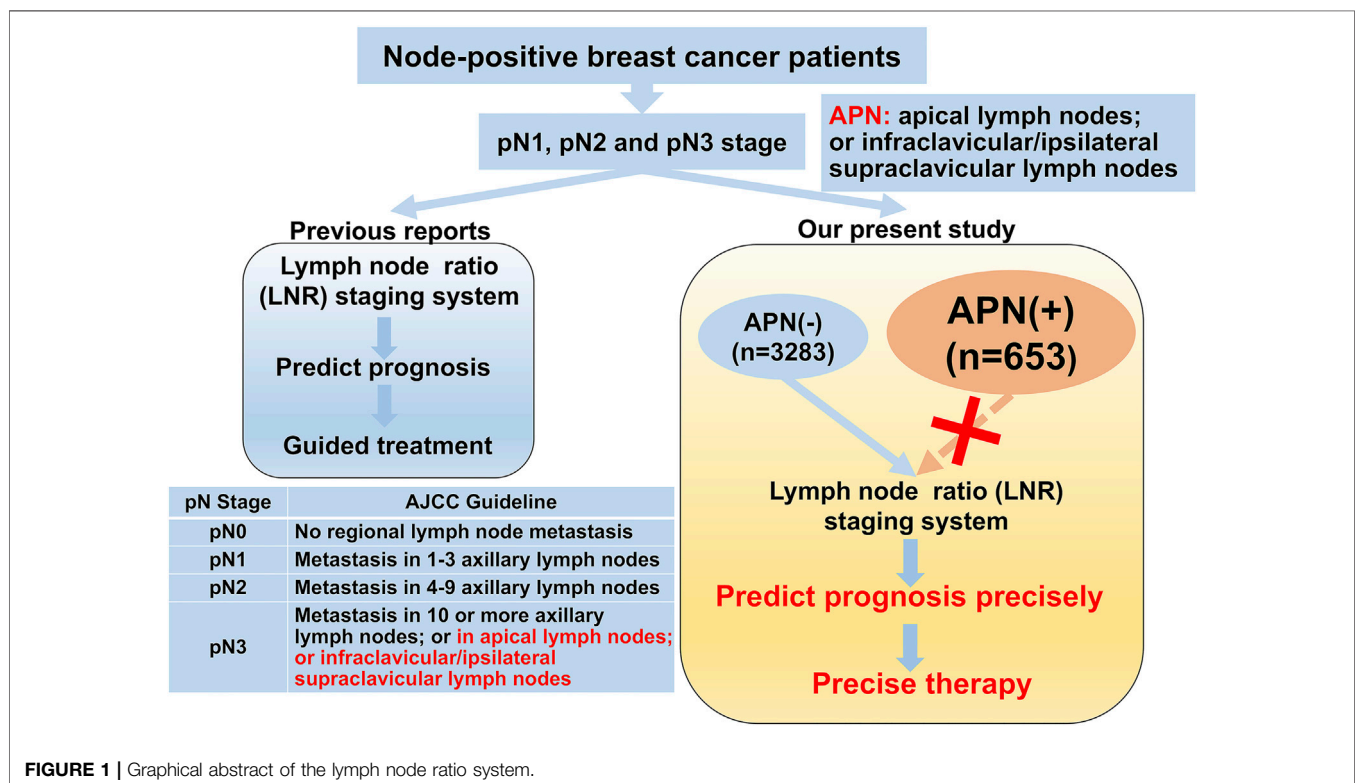 Node-positive breast cancer patients
pN1, pN2 and pN3 stage
APN: apical lymph nodes;
or infraclavicular/ipsilateral
supraclavicular lymph nodes
Previous reports
Lymph node ratio
(LNR) staging system
Predict prognosis
Guided treatment
Our present study
APN(-)
(n=3283)
APN(+)
(n=653)
Lymph node ratio (LNR)
staging system
Predict prognosis precisely
Precise therapy
pN Stage AJCC Guideline
pN0 No regional lymph node metastasis
pN1 Metastasis in 1-3 axillary lymph nodes
pN2 Metastasis in 4-9 axillary lymph nodes
pN3 Metastasis in 10 or more axillary
lymph nodes; or in apical lymph nodes;
or infraclavicular/ipsilateral
supraclavicular lymph nodes
FIGURE 1 | Graphical abstract of the lymph node ratio system.